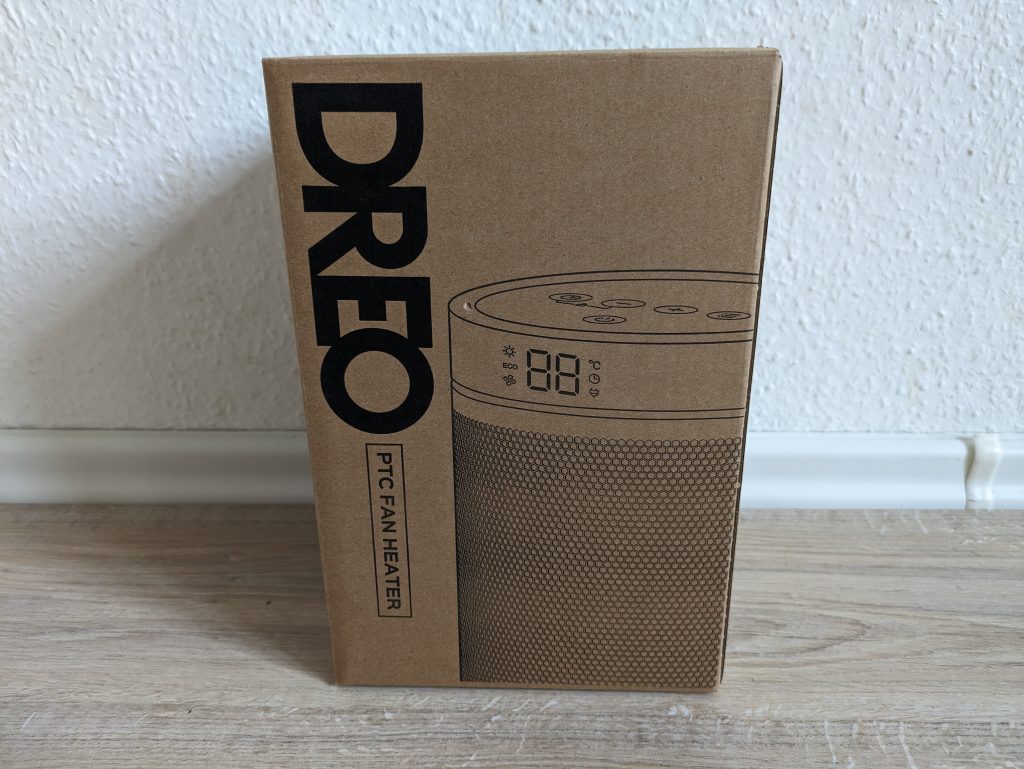 DREO
PTC FAN HEATER
88
ECO
°C